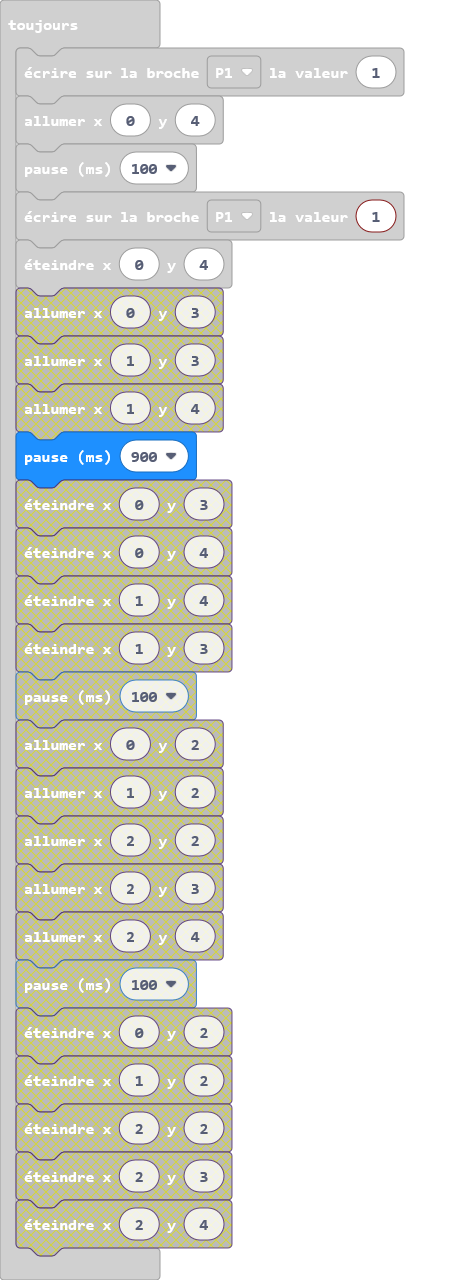 toujours
écrire sur la broche P1 la valeur 1
allumer x 0 y 4
pause (ms) 100
écrire sur la broche P1 la valeur 1
éteindre x 0 y 4
allumer x 0 y 3
allumer x 1 y 3
allumer x 1 y 4
pause (ms) 900
éteindre x 0 y 3
éteindre x 0 y 4
éteindre x 1 y 4
éteindre x 1 y 3
pause (ms) 100
allumer x 0 y 2
allumer x 1 y 2
allumer x 2 y 2
allumer x 2 y 3
allumer x 2 y 4
pause (ms) 100
éteindre x 0 y 2
éteindre x 1 y 2
éteindre x 2 y 2
éteindre x 2 y 3
éteindre x 2 y 4